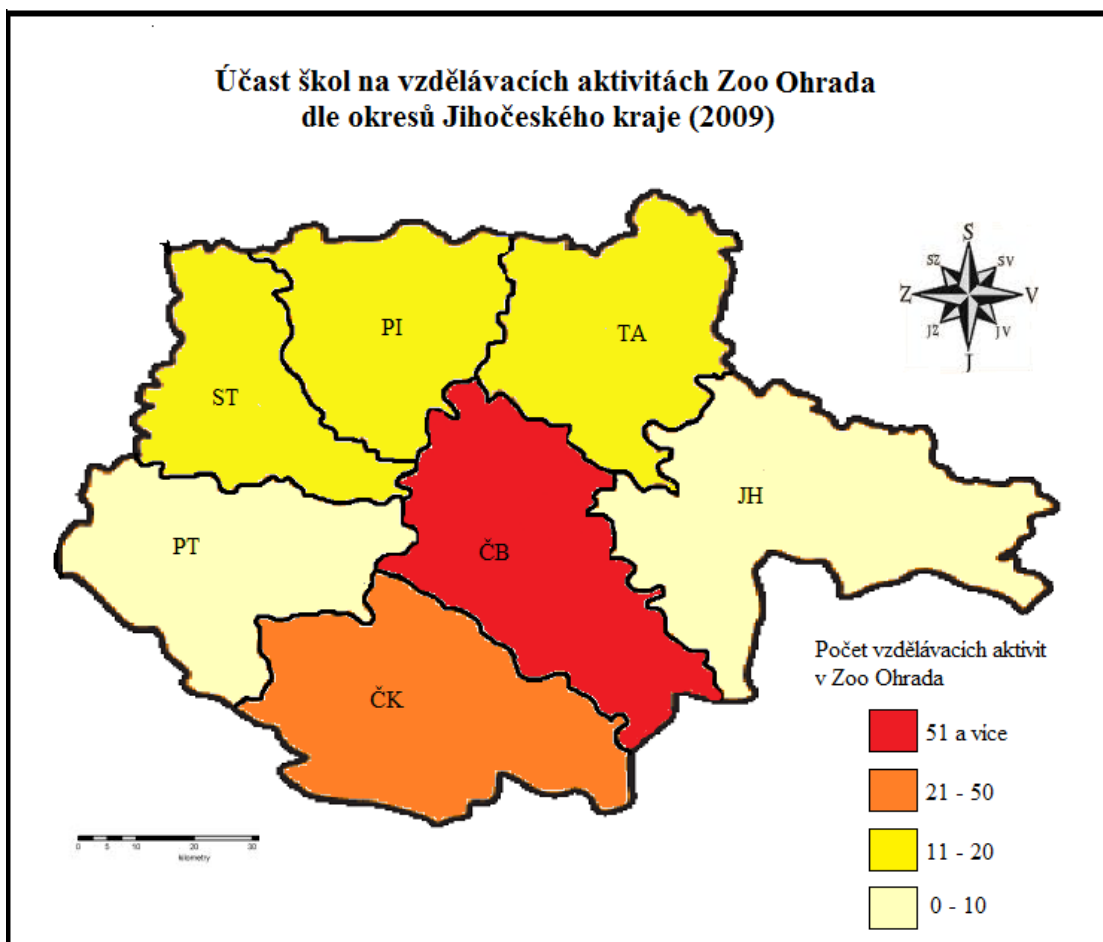 Účast škol na vzdělávacích aktivitách Zoo Ohrada
dle okresů Jihočeského kraje (2009)
S
SZ SV
Z V
JZ JV
J
PI
TA
ST
JH
PT
ČB
ČK
Počet vzdělávacích aktivit
v Zoo Ohrada
51 a více
21 - 50
11 - 20
0 - 10
0 5 10 20 30
kilometry